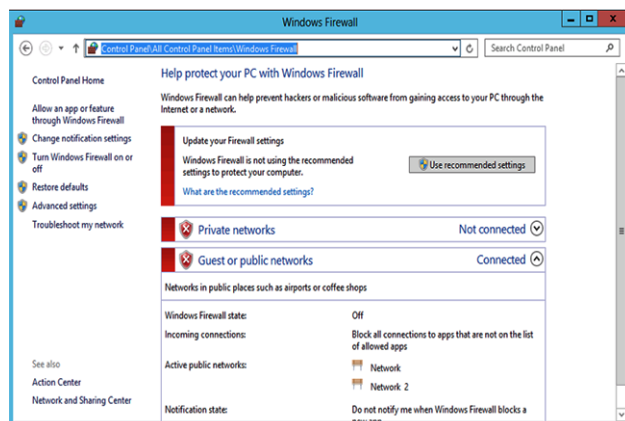 Windows Firewall
Control Panel\All Control Panel Items\Windows Firewall
Search Control Panel
Control Panel Home
Allow an app or feature
through Windows Firewall
Change notification settings
Turn Windows Firewall on or
off
Restore defaults
Advanced settings
Troubleshoot my network
See also
Action Center
Network and Sharing Center
Help protect your PC with Windows Firewall
Windows Firewall can help prevent hackers or malicious software from gaining access to your PC through the
Internet or a network.
Update your Firewall settings
Windows Firewall is not using the recommended
settings to protect your computer.
What are the recommended settings?
Use recommended settings
Private networks Not connected
Guest or public networks Connected
Networks in public places such as airports or coffee shops
Windows Firewall state: Off
Incoming connections: Block all connections to apps that are not on the list
of allowed apps
Active public networks: Network
Network 2
Notification state: Do not notify me when Windows Firewall blocks a